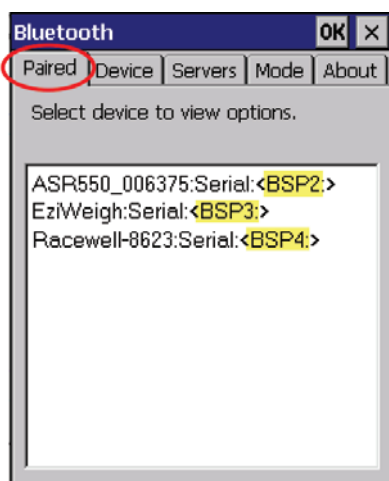 Bluetooth OK ×
Paired Device Servers Mode About
Select device to view options.
ASR550_006375:Serial:<BSP2:>
EziWeigh:Serial:<BSP3:>
Racewell-8623:Serial:<BSP4:>